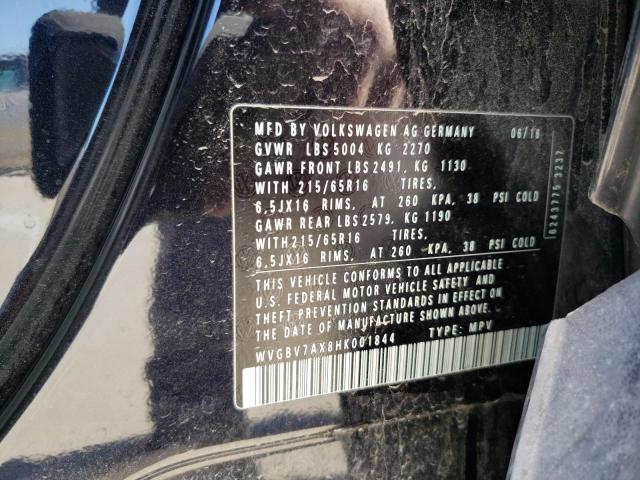 MFD BY VOLKSWAGEN AG GERMANY 06/16
GVWR LBS 5004 KG 2270
GAWR FRONT LBS 2491, KG 1130
WITH 215/65R16 TIRES,
6,5JX16 RIMS, AT 260 KPA, 38 PSI COLD
GAWR REAR LBS 2579, KG 1190
WITH 215/65R16 TIRES,
6,5JX16 RIMS, AT 260 KPA, 38 PSI COLD
THIS VEHICLE CONFORMS TO ALL APPLICABLE
U.S. FEDERAL MOTOR VEHICLE SAFETY AND
THEFT PREVENTION STANDARDS IN EFFECT ON
THE DATE OF MANUFACTURE SHOWN ABOVE.
WVGBV7AX8HK001844 TYPE: MPV
0243775 3237